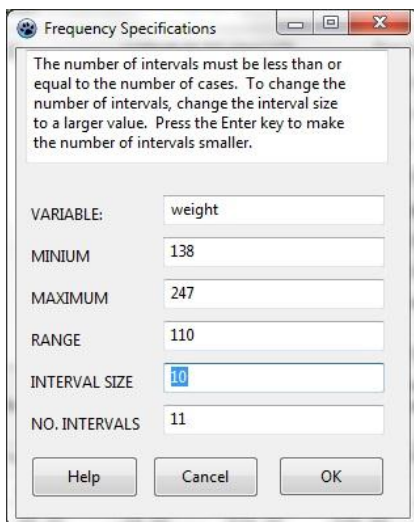 Frequency Specifications
The number of intervals must be less than or
equal to the number of cases. To change the
number of intervals, change the interval size
to a larger value. Press the Enter key to make
the number of intervals smaller.
VARIABLE: weight
MINIUM 138
MAXIMUM 247
RANGE 110
INTERVAL SIZE 10
NO. INTERVALS 11
Help Cancel OK